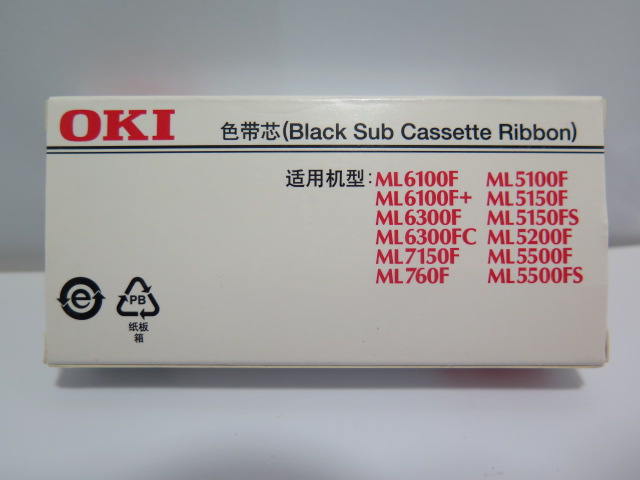 OKI 色带芯(Black Sub Cassette Ribbon)
适用机型: ML6100F ML5100F
ML6100F+ ML5150F
ML6300F ML5150FS
ML6300FC ML5200F
ML7150F ML5500F
ML760F ML5500FS
e PB
纸板
箱